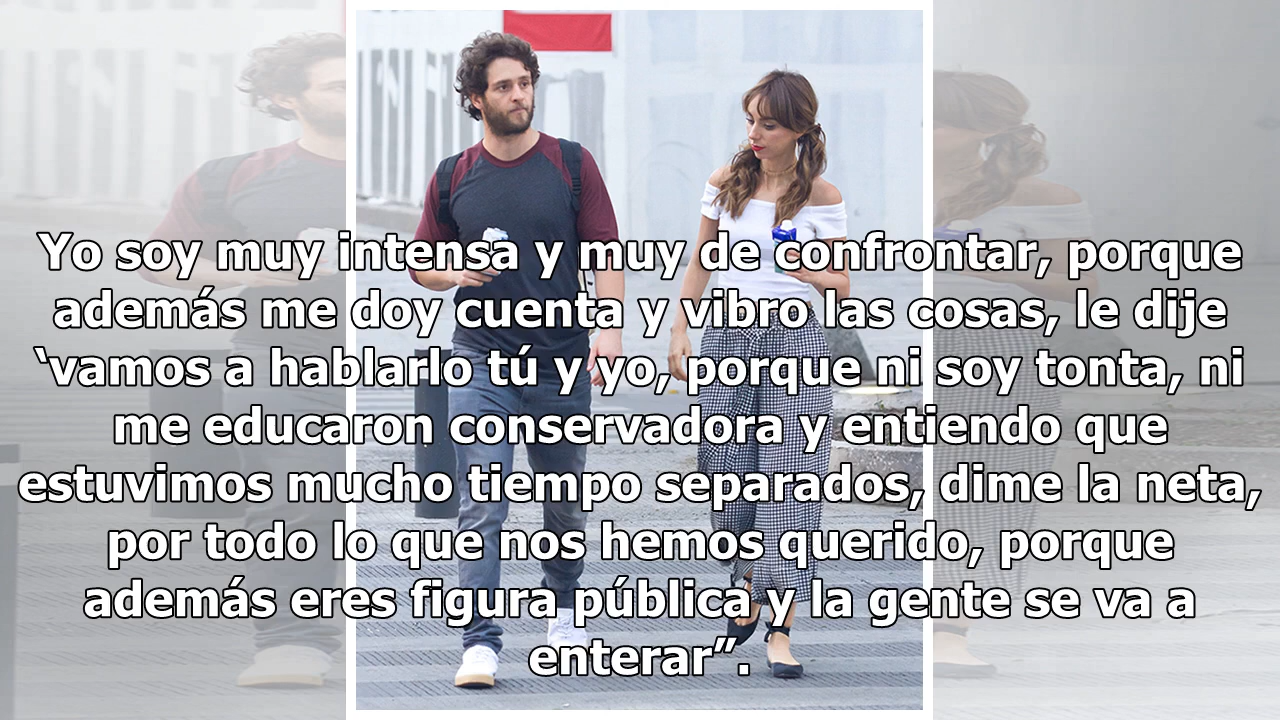 Yo soy muy intensa y muy de confrontar, porque
además me doy cuenta y vibro las cosas, le dije
‘vamos a hablarlo tú y yo, porque ni soy tonta, ni
me educaron conservadora y entiendo que
estuvimos mucho tiempo separados, dime la neta,
por todo lo que nos hemos querido, porque
además eres figura pública y la gente se va a
enterar”.